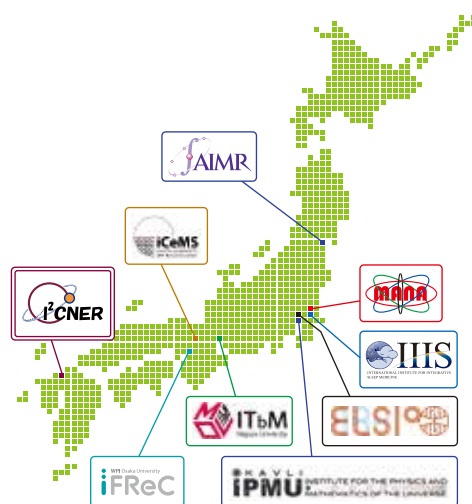 AIMR
iCeMS
I²CNER
MANA
IIIS
INTERNATIONAL INSTITUTE FOR INTEGRATIVE
SLEEP MEDICINE
ITbM
Nagoya University
ELSI
WPI Osaka University
iFReC
KAVLI
IPMU INSTITUTE FOR THE PHYSICS AND
MATHEMATICS OF THE UNIVERSE